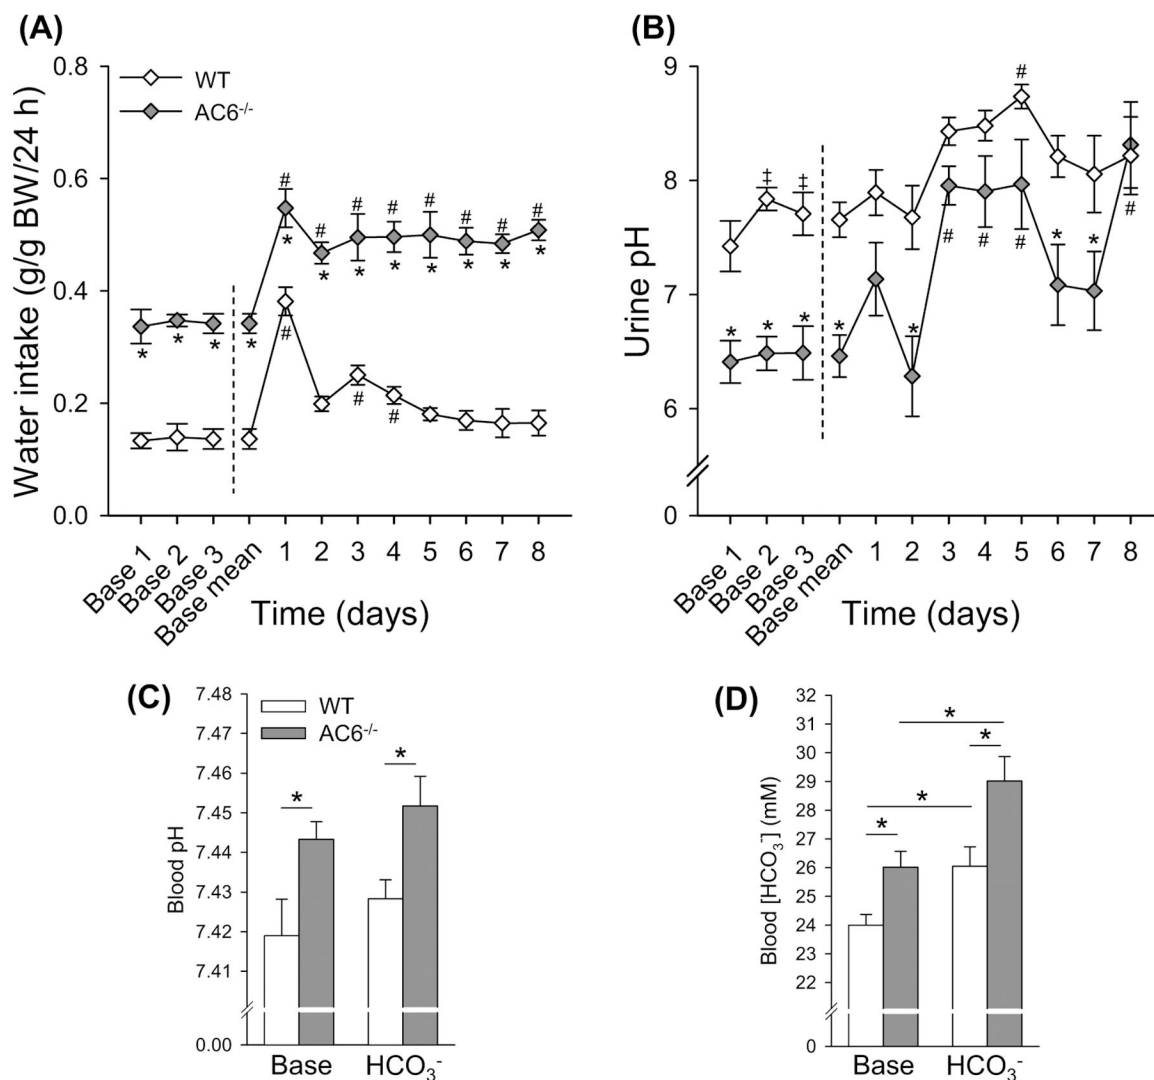 (A)
0.8
0.6
0.4
0.2
0.0
Water intake (g/g BW/24 h)
WT
AC6-/-
# # # # # # # #
* * * * * * * * * * * *
# # #
Base 1 Base 2 Base 3 Base mean 1 2 3 4 5 6 7 8
Time (days)
(B)
9
8
7
6
0
Urine pH
‡ ‡ #
* * * * * # # # * * #
Base 1 Base 2 Base 3 Base mean 1 2 3 4 5 6 7 8
Time (days)
(C)
7.48
7.47
7.46
7.45
7.44
7.43
7.42
7.41
0.00
Blood pH
WT
AC6-/-
* *
Base HCO3-
(D)
32
31
30
29
28
27
26
25
24
23
22
0
Blood [HCO3-] (mM)
*
*
*
*
Base HCO3-